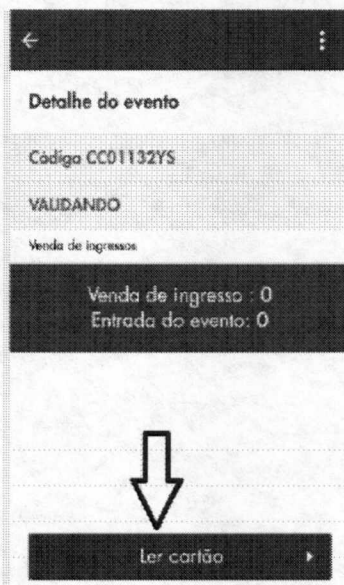 Detalhe do evento
Código CC01132YS
VALIDANDO
Venda de ingressos
Venda de ingresso : 0
Entrada do evento: 0
Ler cartão